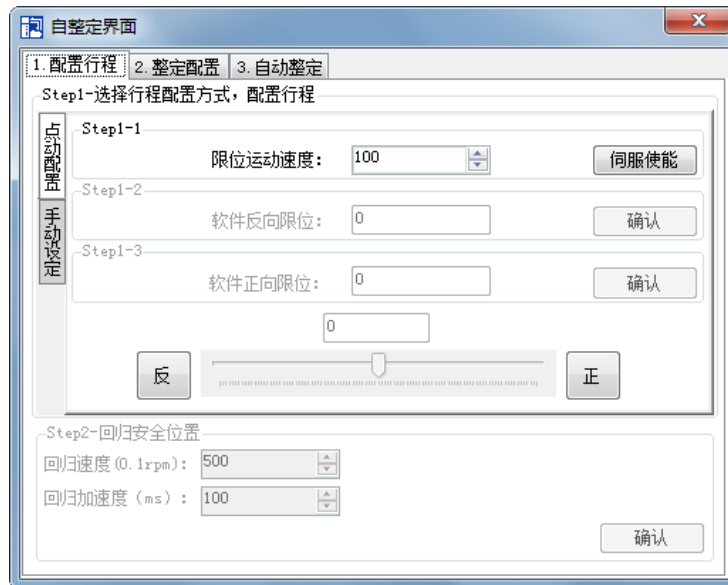 自整定界面
1.配置行程 2.整定配置 3.自动整定
Step1-选择行程配置方式，配置行程
点动配置
手动设定
Step1-1
限位运动速度： 100 伺服使能
Step1-2
软件反向限位： 0 确认
Step1-3
软件正向限位： 0 确认
0
反 正
Step2-回归安全位置
回归速度(0.1rpm)： 500
回归加速度（ms）： 100
确认